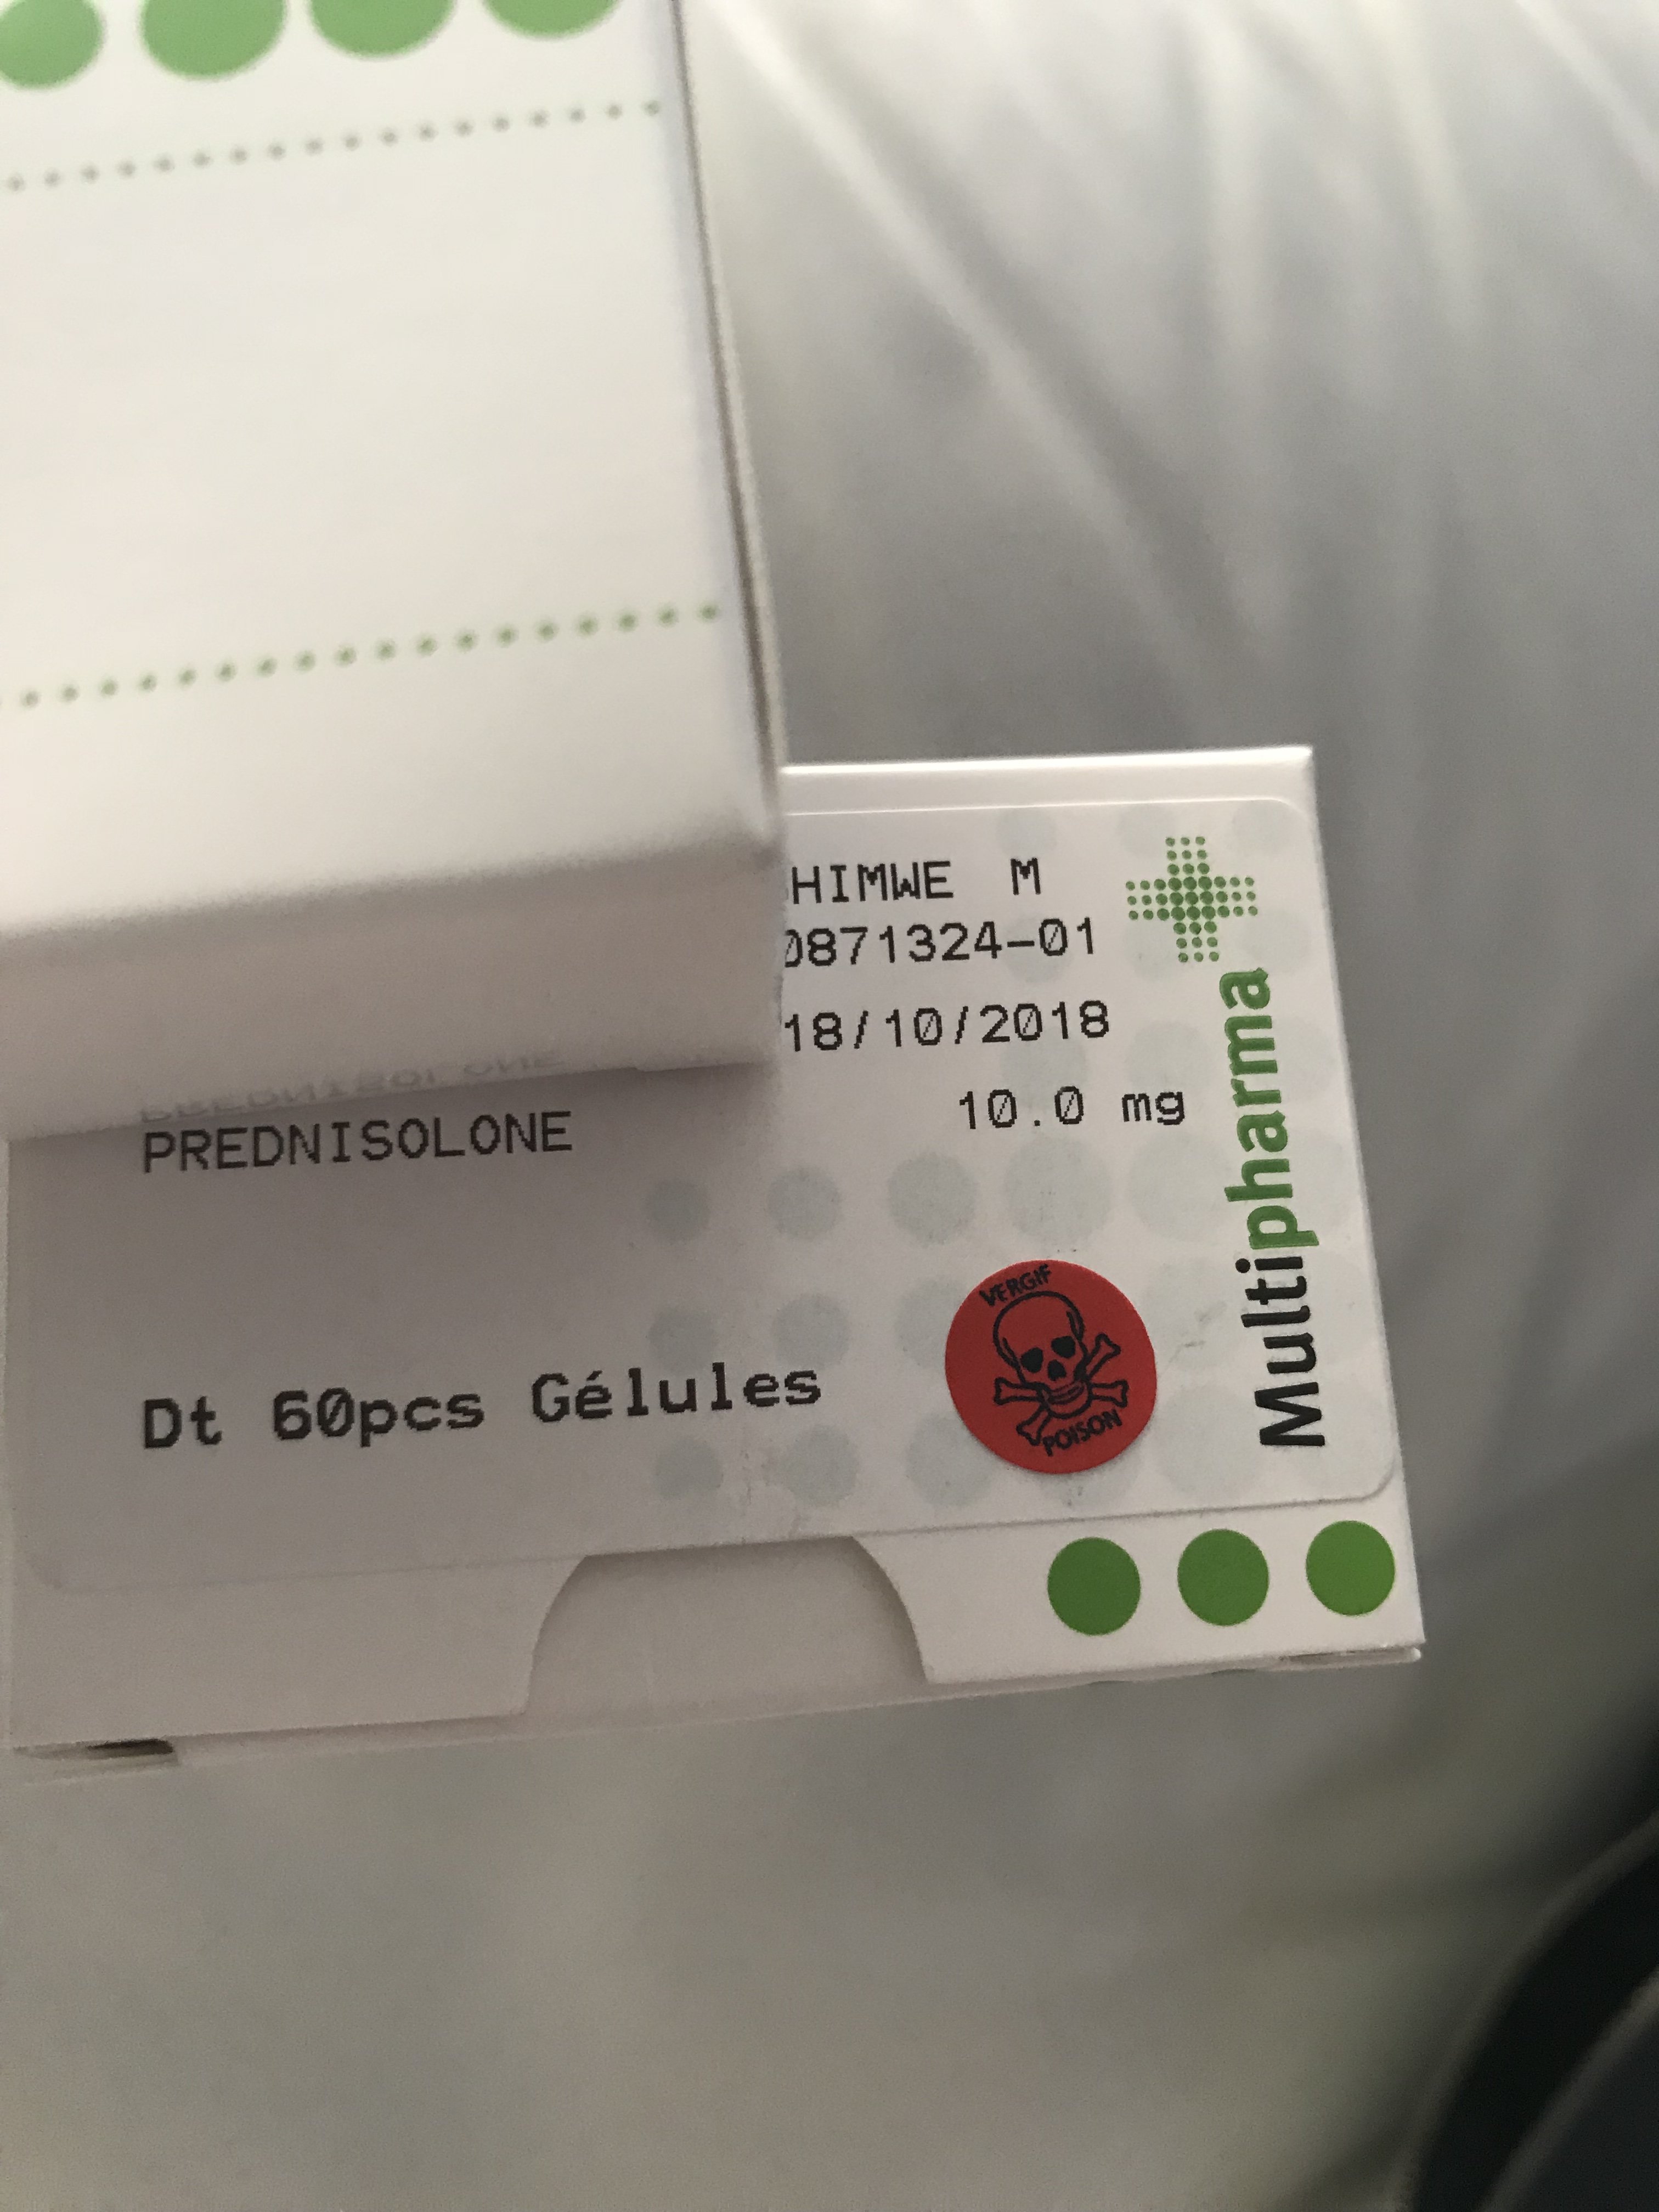 HIMWE M
0871324-01
18/10/2018
PREDNISOLONE 10.0 mg
Dt 60pcs Gélules
VERGIF
POISON
Multipharma